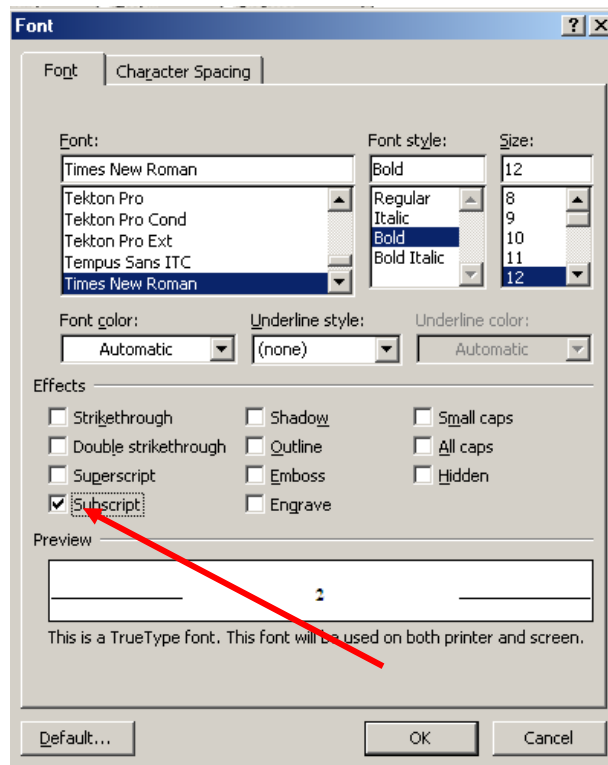 Font
Font Character Spacing
Font: Font style: Size:
Times New Roman Bold 12
Tekton Pro Regular 8
Tekton Pro Cond Italic 9
Tekton Pro Ext Bold 10
Tempus Sans ITC Bold Italic 11
Times New Roman 12
Font color: Underline style: Underline color:
Automatic (none) Automatic
Effects
Strikethrough Shadow Small caps
Double strikethrough Outline All caps
Superscript Emboss Hidden
Subscript Engrave
Preview
2
This is a TrueType font. This font will be used on both printer and screen.
Default... OK Cancel